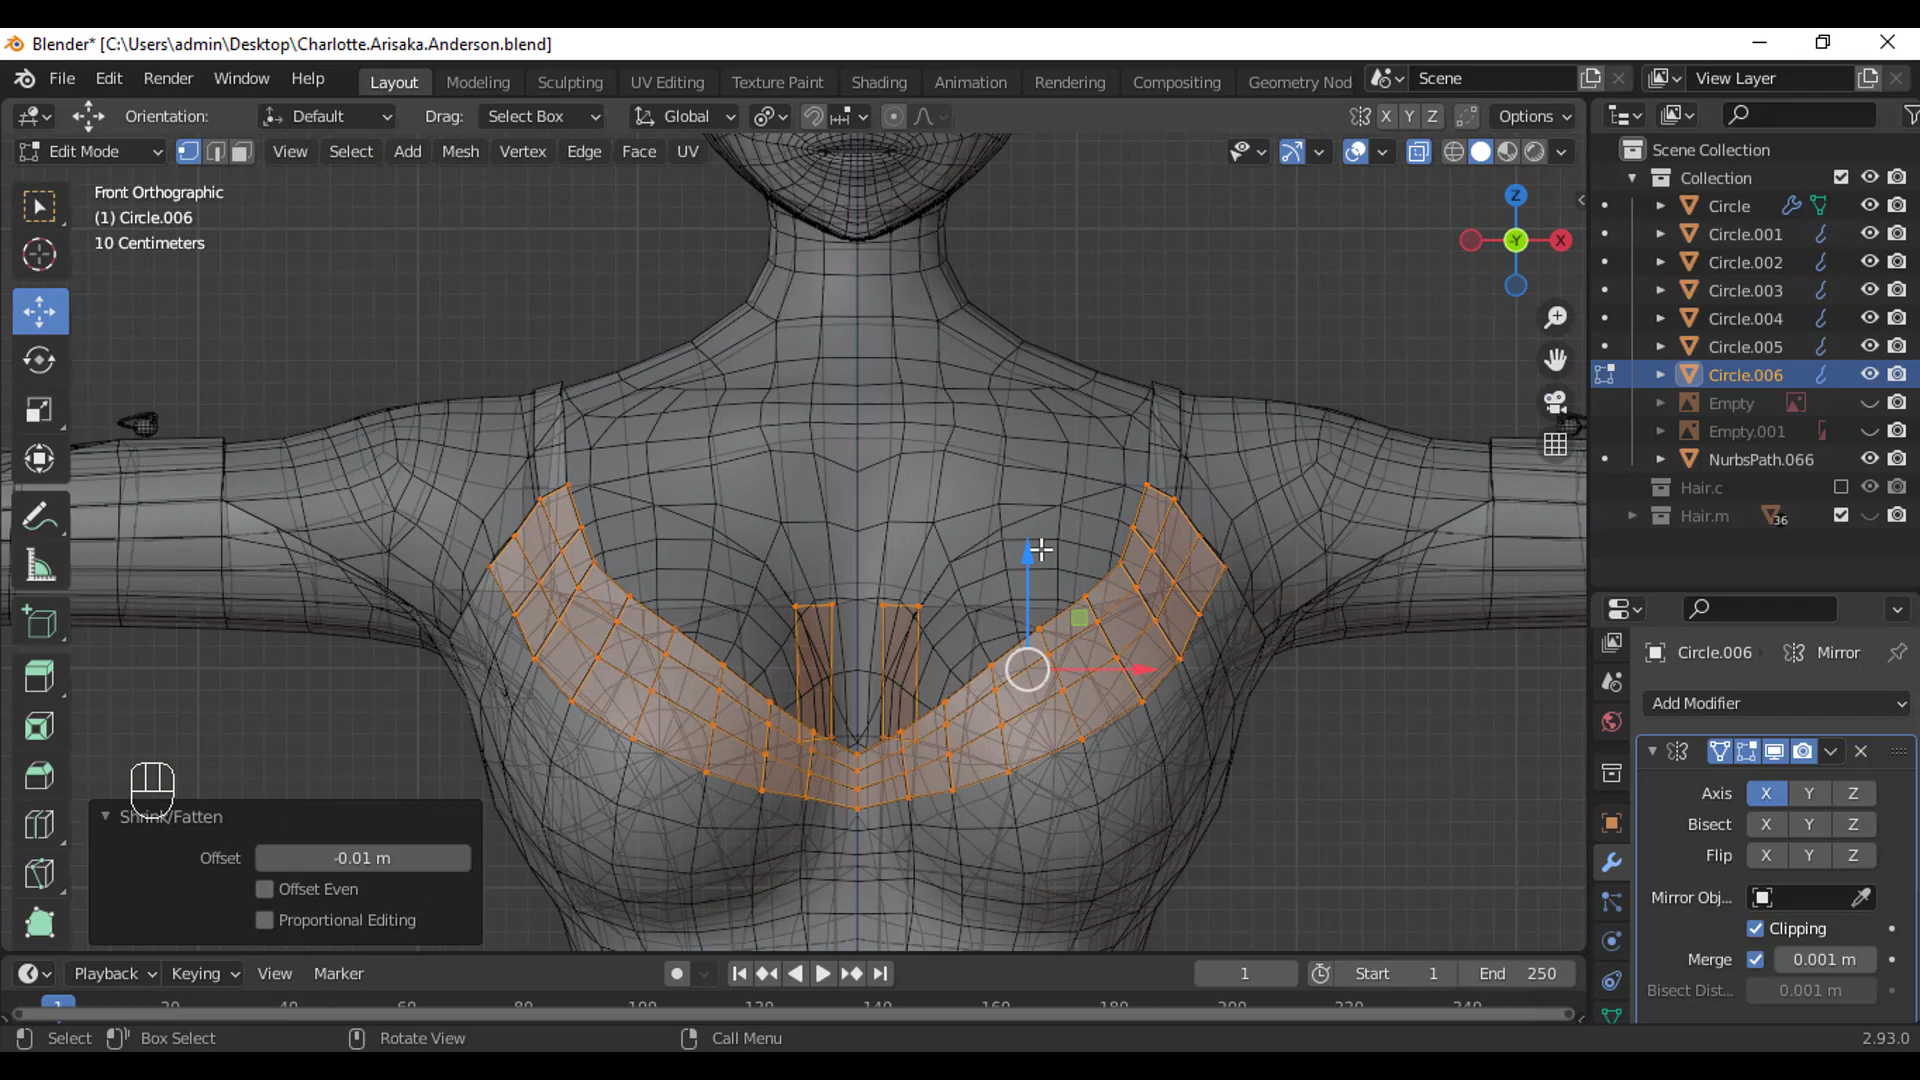 Blender* [C:\Users\admin\Desktop\Charlotte.Arisaka.Anderson.blend]
File Edit Render Window Help Layout Modeling Sculpting UV Editing Texture Paint Shading Animation Rendering Compositing Geometry Nod Scene View Layer
Orientation: Default Drag: Select Box Global X Y Z Options
Edit Mode View Select Add Mesh Vertex Edge Face UV
Front Orthographic
(1) Circle.006
10 Centimeters
Z
Y
X
Shrink/Fatten
Offset -0.01 m
Offset Even
Proportional Editing
Scene Collection
Collection
Circle
Circle.001
Circle.002
Circle.003
Circle.004
Circle.005
Circle.006
Empty
Empty.001
NurbsPath.066
Hair.c
Hair.m 36
Circle.006 Mirror
Add Modifier
Axis X Y Z
Bisect X Y Z
Flip X Y Z
Mirror Obj...
Clipping
Merge 0.001 m
Bisect Dist... 0.001 m
Playback Keying View Marker 1 Start 1 End 250
Select Box Select Rotate View Call Menu 2.93.0